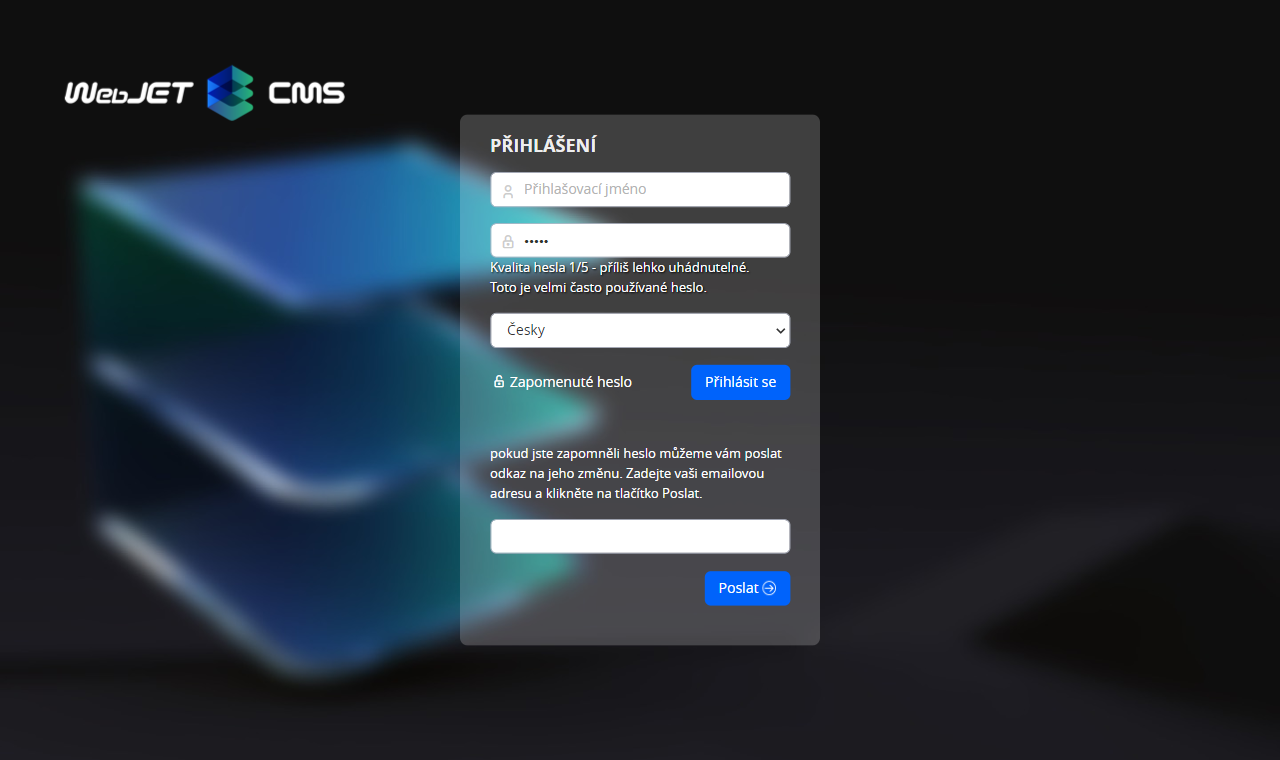 WebJET CMS
PŘIHLÁŠENÍ
Přihlašovací jméno
•••••
Kvalita hesla 1/5 - příliš lehko uhádnutelné.
Toto je velmi často používané heslo.
Česky
Zapomenuté heslo
Přihlásit se
pokud jste zapomněli heslo můžeme vám poslat
odkaz na jeho změnu. Zadejte vaši emailovou
adresu a klikněte na tlačítko Poslat.
Poslat